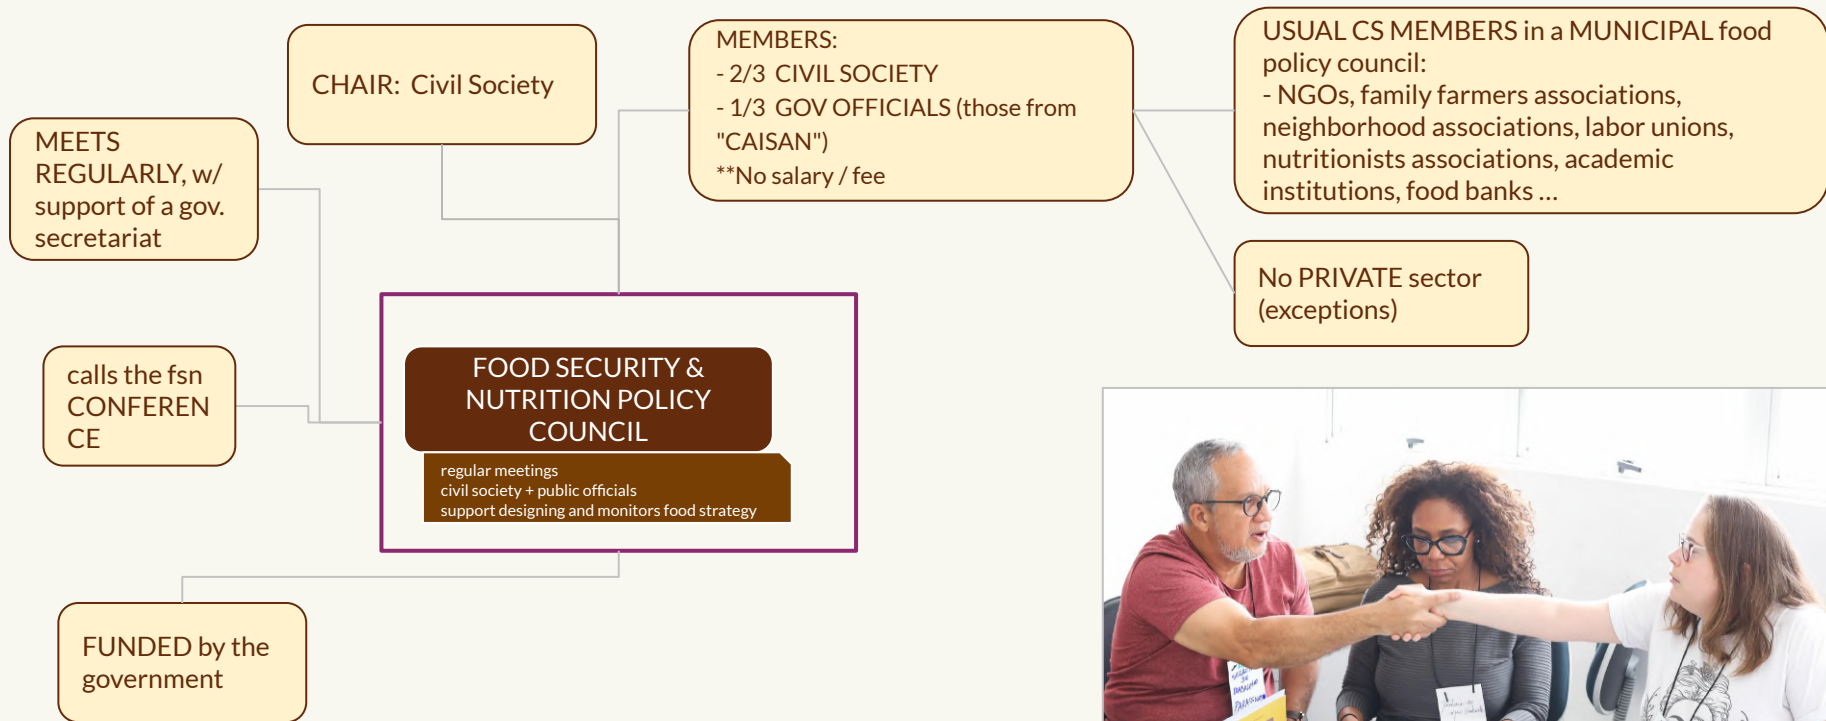 CHAIR: Civil Society
MEMBERS:
- 2/3 CIVIL SOCIETY
- 1/3 GOV OFFICIALS (those from
"CAISAN")
**No salary / fee
USUAL CS MEMBERS in a MUNICIPAL food
policy council:
- NGOs, family farmers associations,
neighborhood associations, labor unions,
nutritionists associations, academic
institutions, food banks ...
MEETS
REGULARLY, w/
support of a gov.
secretariat
No PRIVATE sector
(exceptions)
calls the fsn
CONFEREN
CE
FOOD SECURITY &
NUTRITION POLICY
COUNCIL
regular meetings
civil society + public officials
support designing and monitors food strategy
FUNDED by the
government